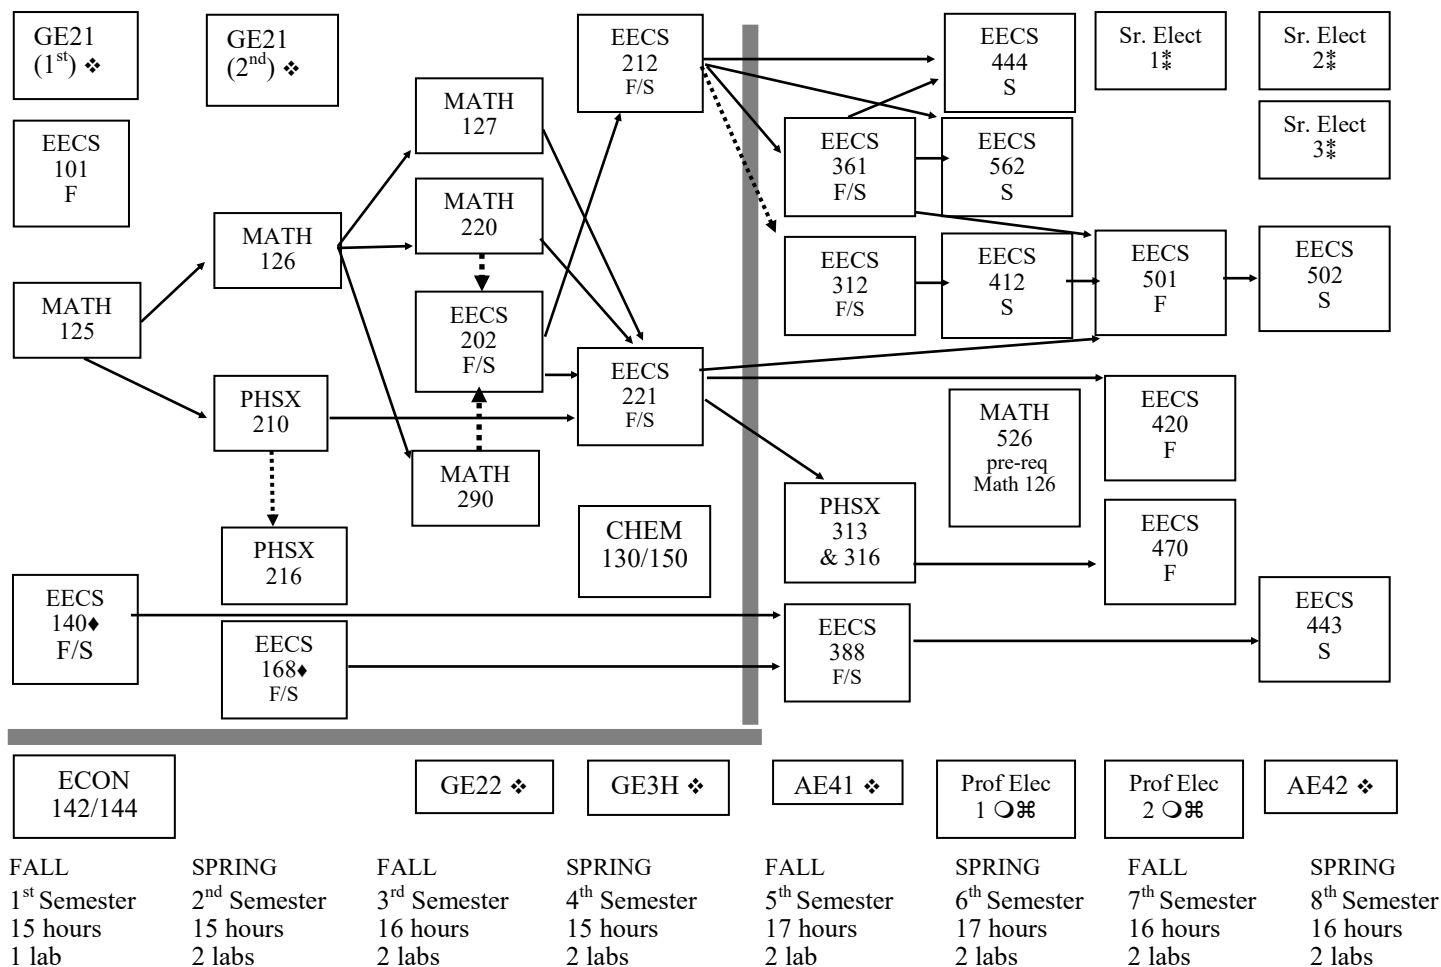 GE21
(1st) ❖
GE21
(2nd) ❖
EECS
212
F/S
EECS
444
S
Sr. Elect
1⁑
Sr. Elect
2⁑
EECS
101
F
MATH
127
EECS
361
F/S
EECS
562
S
Sr. Elect
3⁑
MATH
126
MATH
220
EECS
312
F/S
EECS
412
S
EECS
501
F
EECS
502
S
MATH
125
EECS
202
F/S
EECS
221
F/S
PHSX
210
MATH
526
pre-req
Math 126
EECS
420
F
MATH
290
PHSX
216
CHEM
130/150
PHSX
313
& 316
EECS
470
F
EECS
140♦
F/S
EECS
168♦
F/S
EECS
388
F/S
EECS
443
S
ECON
142/144
GE22 ❖
GE3H ❖
AE41 ❖
Prof Elec
1 ❍⌘
Prof Elec
2 ❍⌘
AE42 ❖
FALL
1st Semester
15 hours
1 lab
SPRING
2nd Semester
15 hours
2 labs
FALL
3rd Semester
16 hours
2 labs
SPRING
4th Semester
15 hours
2 labs
FALL
5th Semester
17 hours
2 lab
SPRING
6th Semester
17 hours
2 labs
FALL
7th Semester
16 hours
2 labs
SPRING
8th Semester
16 hours
2 labs